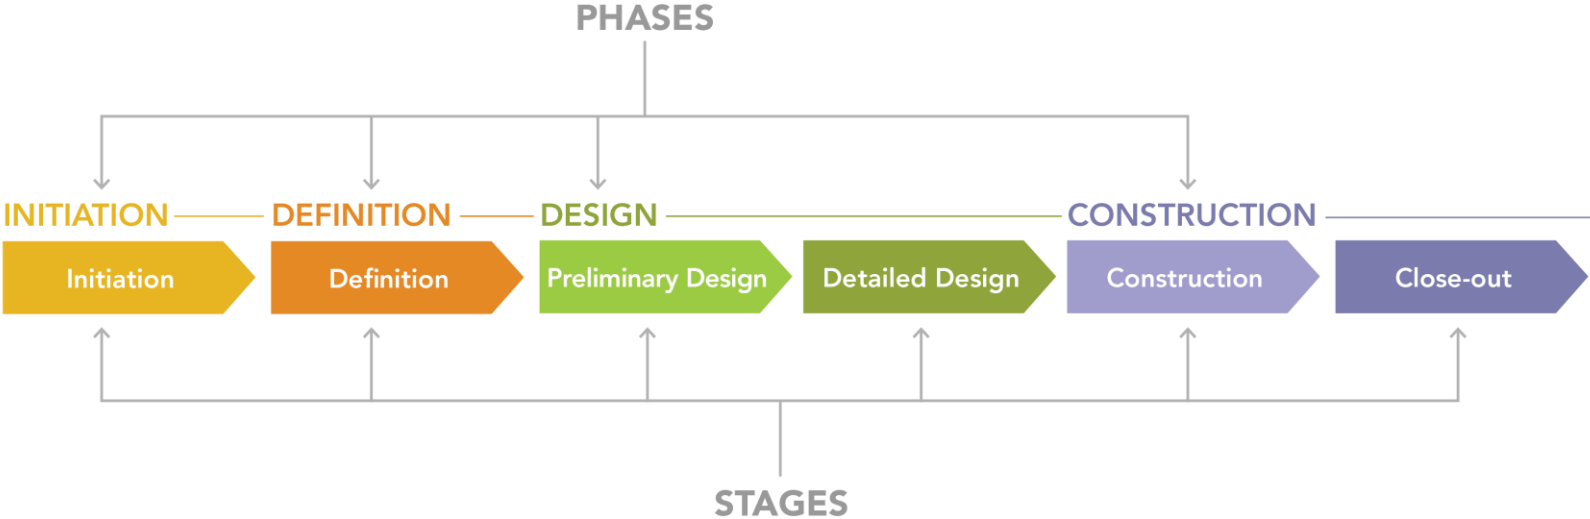 PHASES
INITIATION DEFINITION DESIGN CONSTRUCTION
Initiation Definition Preliminary Design Detailed Design Construction Close-out
STAGES